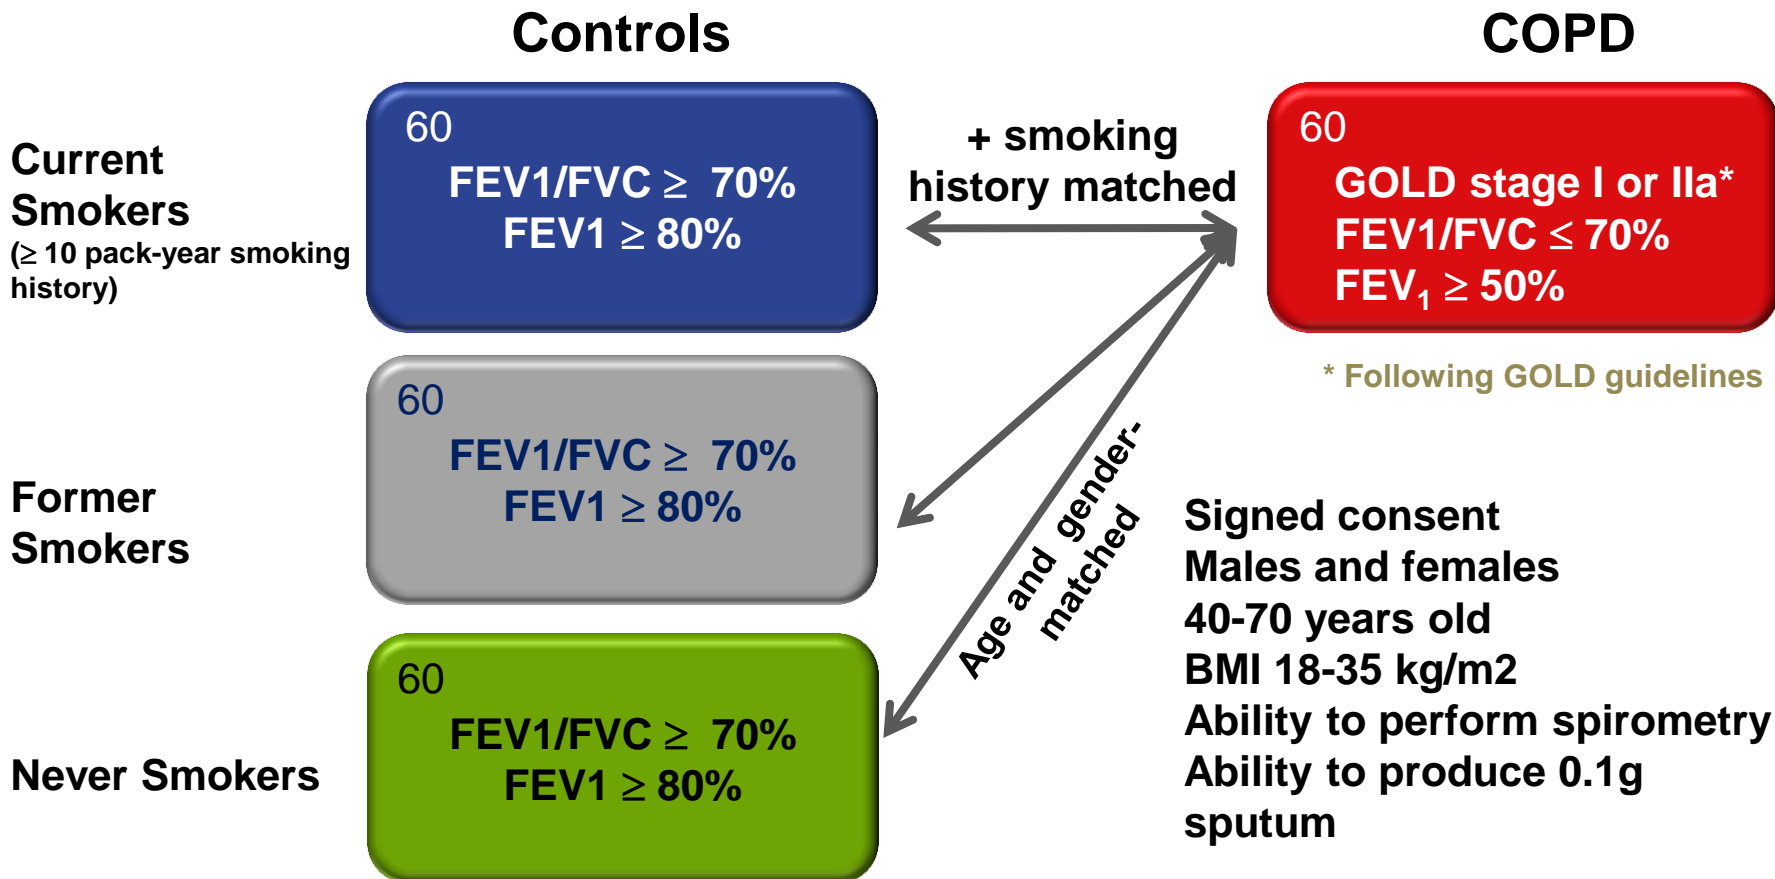 Controls
COPD
Current
Smokers
(≥ 10 pack-year smoking
history)
60
FEV1/FVC ≥ 70%
FEV1 ≥ 80%
+ smoking
history matched
60
GOLD stage I or IIa*
FEV1/FVC ≤ 70%
FEV₁ ≥ 50%
* Following GOLD guidelines
Former
Smokers
60
FEV1/FVC ≥ 70%
FEV1 ≥ 80%
Age and gender-
matched
Never Smokers
60
FEV1/FVC ≥ 70%
FEV1 ≥ 80%
Signed consent
Males and females
40-70 years old
BMI 18-35 kg/m2
Ability to perform spirometry
Ability to produce 0.1g
sputum